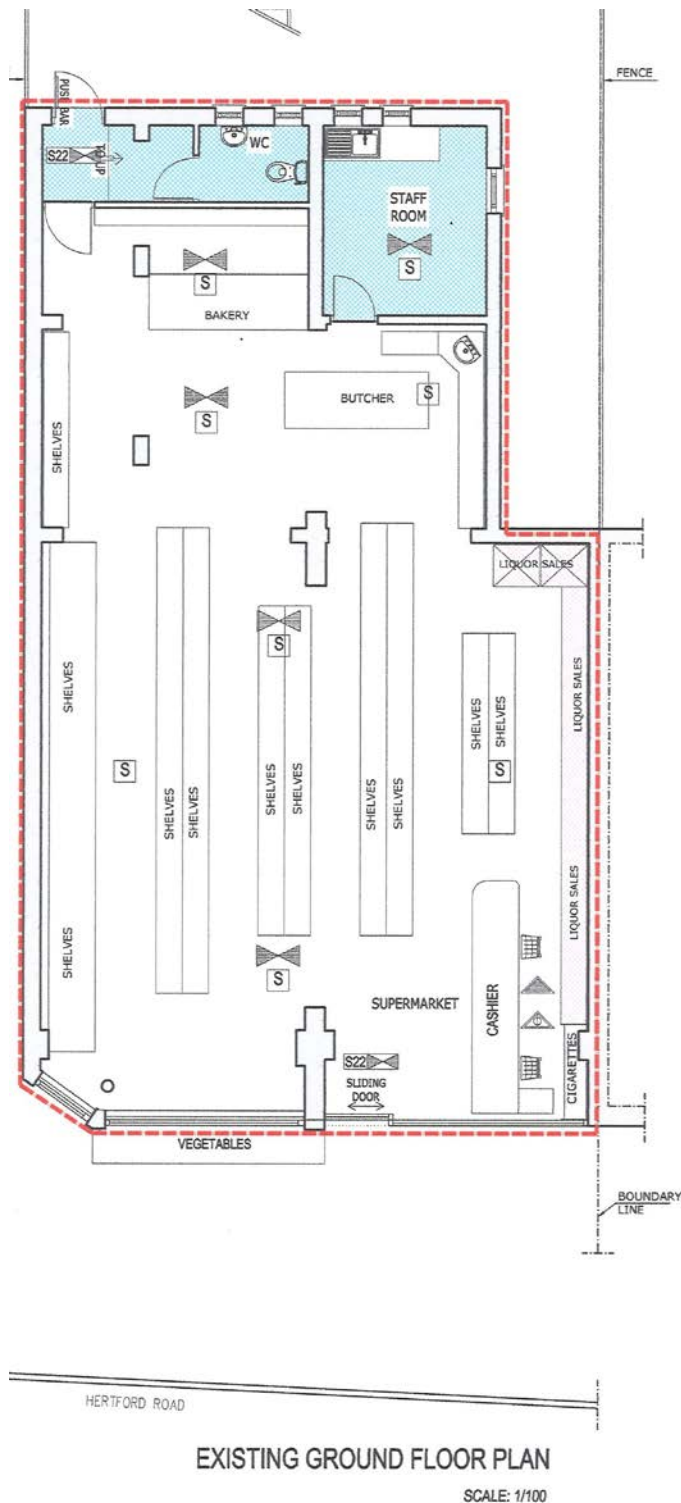 FENCE
PUSH BAR
TO UP
S22
WC
STAFF
ROOM
S
S
BAKERY
S
BUTCHER
S
SHELVES
LIQUOR SALES
SHELVES
S
SHELVES
SHELVES
LIQUOR SALES
S
S
SHELVES
SHELVES
SHELVES
SHELVES
SHELVES
SHELVES
SHELVES
LIQUOR SALES
S
SUPERMARKET
CASHIER
CIGARETTES
S22
SLIDING
DOOR
VEGETABLES
BOUNDARY
LINE
HERTFORD ROAD
EXISTING GROUND FLOOR PLAN
SCALE: 1/100